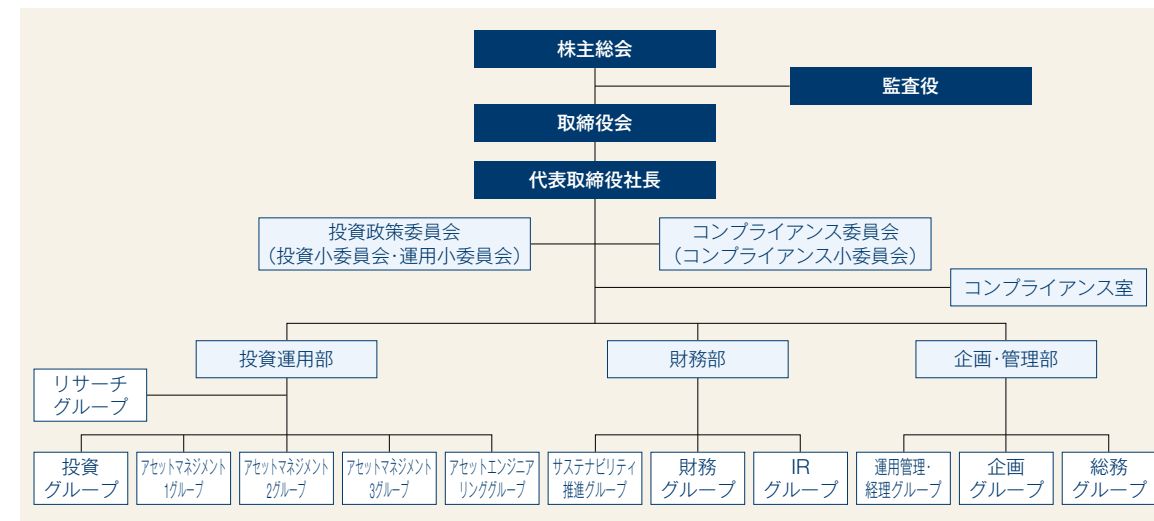 株主総会
監査役
取締役会
代表取締役社長
投資政策委員会
（投資小委員会・運用小委員会）
コンプライアンス委員会
（コンプライアンス小委員会）
コンプライアンス室
投資運用部
財務部
企画・管理部
リサーチ
グループ
投資
グループ
アセットマネジメント
1グループ
アセットマネジメント
2グループ
アセットマネジメント
3グループ
アセットエンジニア
リンググループ
サステナビリティ
推進グループ
財務
グループ
IR
グループ
運用管理・
経理グループ
企画
グループ
総務
グループ